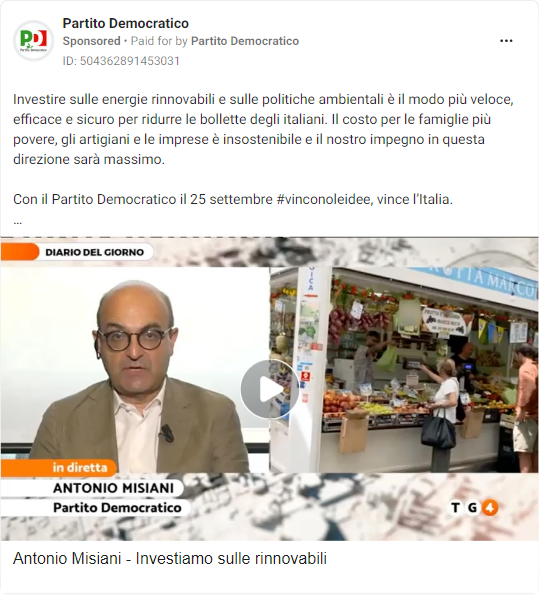 Partito Democratico
Sponsored • Paid for by Partito Democratico
ID: 504362891453031
Investire sulle energie rinnovabili e sulle politiche ambientali è il modo più veloce,
efficace e sicuro per ridurre le bollette degli italiani. Il costo per le famiglie più
povere, gli artigiani e le imprese è insostenibile e il nostro impegno in questa
direzione sarà massimo.
Con il Partito Democratico il 25 settembre #vinconoleidee, vince l'Italia.
...
DIARIO DEL GIORNO
FRUTTA MARCO
in diretta
ANTONIO MISIANI
Partito Democratico
TG4
Antonio Misiani - Investiamo sulle rinnovabili